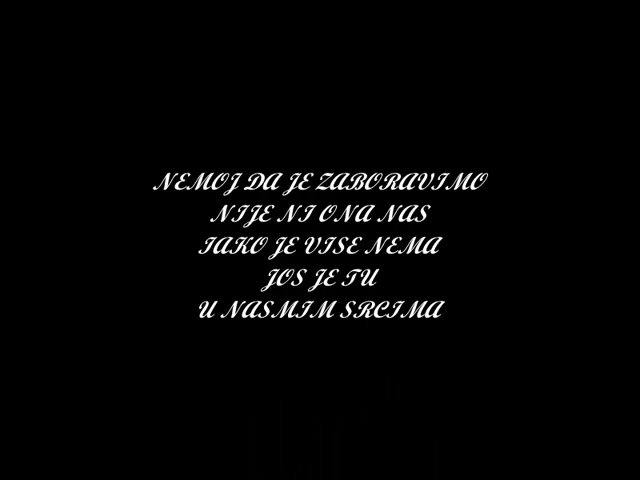 NEMOJ DA JE ZABORAVIMO
NIJE NI ONA NAS
IAKO JE VISE NEMA
JOS JE TU
U NASMIM SRCIMA